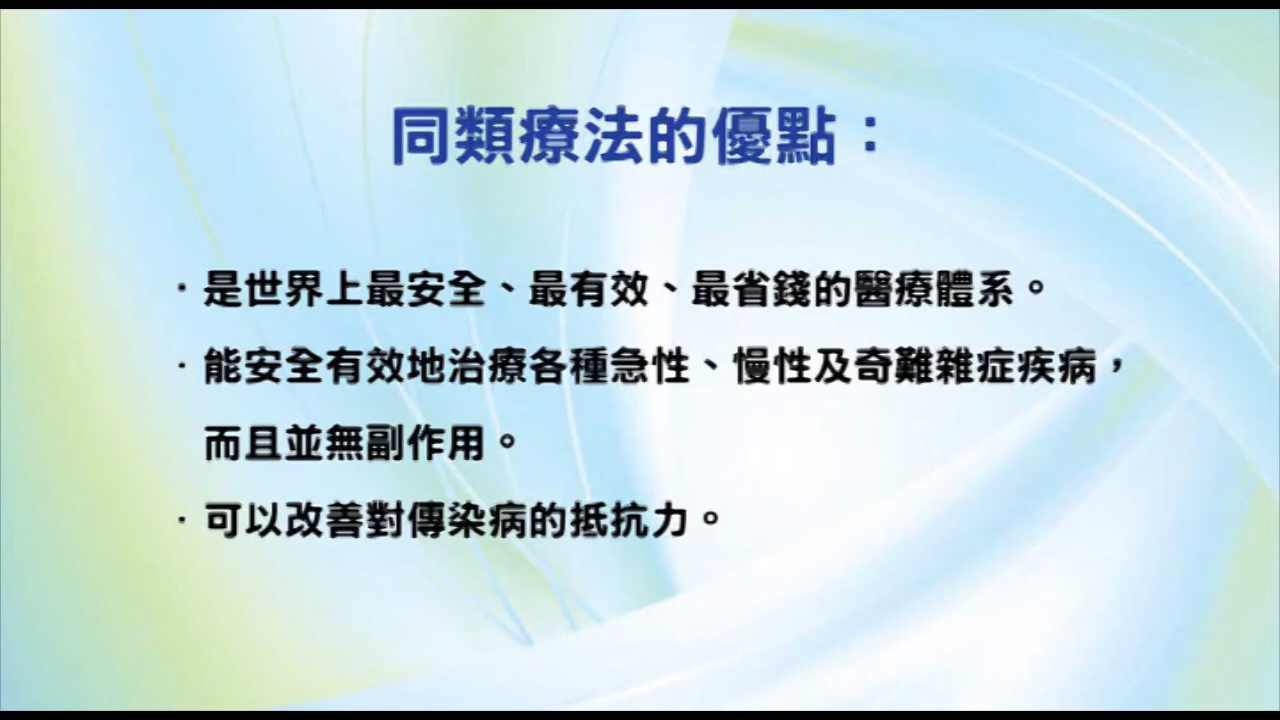 同類療法的優點：
·是世界上最安全、最有效、最省錢的醫療體系。
·能安全有效地治療各種急性、慢性及奇難雜症疾病，
而且並無副作用。
·可以改善對傳染病的抵抗力。